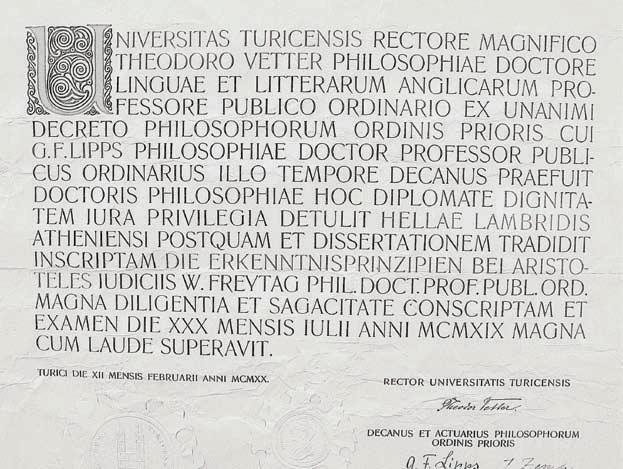 UNIVERSITAS TURICENSIS RECTORE MAGNIFICO
THEODORO VETTER PHILOSOPHIAE DOCTORE
LINGUAE ET LITTERARUM ANGLICARUM PRO-
FESSORE PUBLICO ORDINARIO EX UNANIMI
DECRETO PHILOSOPHORUM ORDINIS PRIORIS CUI
G.F. LIPPS PHILOSOPHIAE DOCTOR PROFESSOR PUBLI-
CUS ORDINARIUS ILLO TEMPORE DECANUS PRAEFUIT
DOCTORIS PHILOSOPHIAE HOC DIPLOMATE DIGNITA-
TEM IURA PRIVILEGIA DETULIT HELLAE LAMBRIDIS
ATHENIENSI POSTQUAM ET DISSERTATIONEM TRADIDIT
INSCRIPTAM DIE ERKENNTNISPRINZIPIEN BEI ARISTO-
TELES IUDICIIS W. FREYTAG PHIL. DOCT. PROF. PUBL. ORD.
MAGNA DILIGENTIA ET SAGACITATE CONSCRIPTAM ET
EXAMEN DIE XXX MENSIS IULII ANNI MCMXIX MAGNA
CUM LAUDE SUPERAVIT.
TURICI DIE XII MENSIS FEBRUARII ANNI MCMXX.
RECTOR UNIVERSITATIS TURICENSIS
Theodor Vetter.
DECANUS ET ACTUARIUS PHILOSOPHORUM
ORDINIS PRIORIS
G. F. Lipps